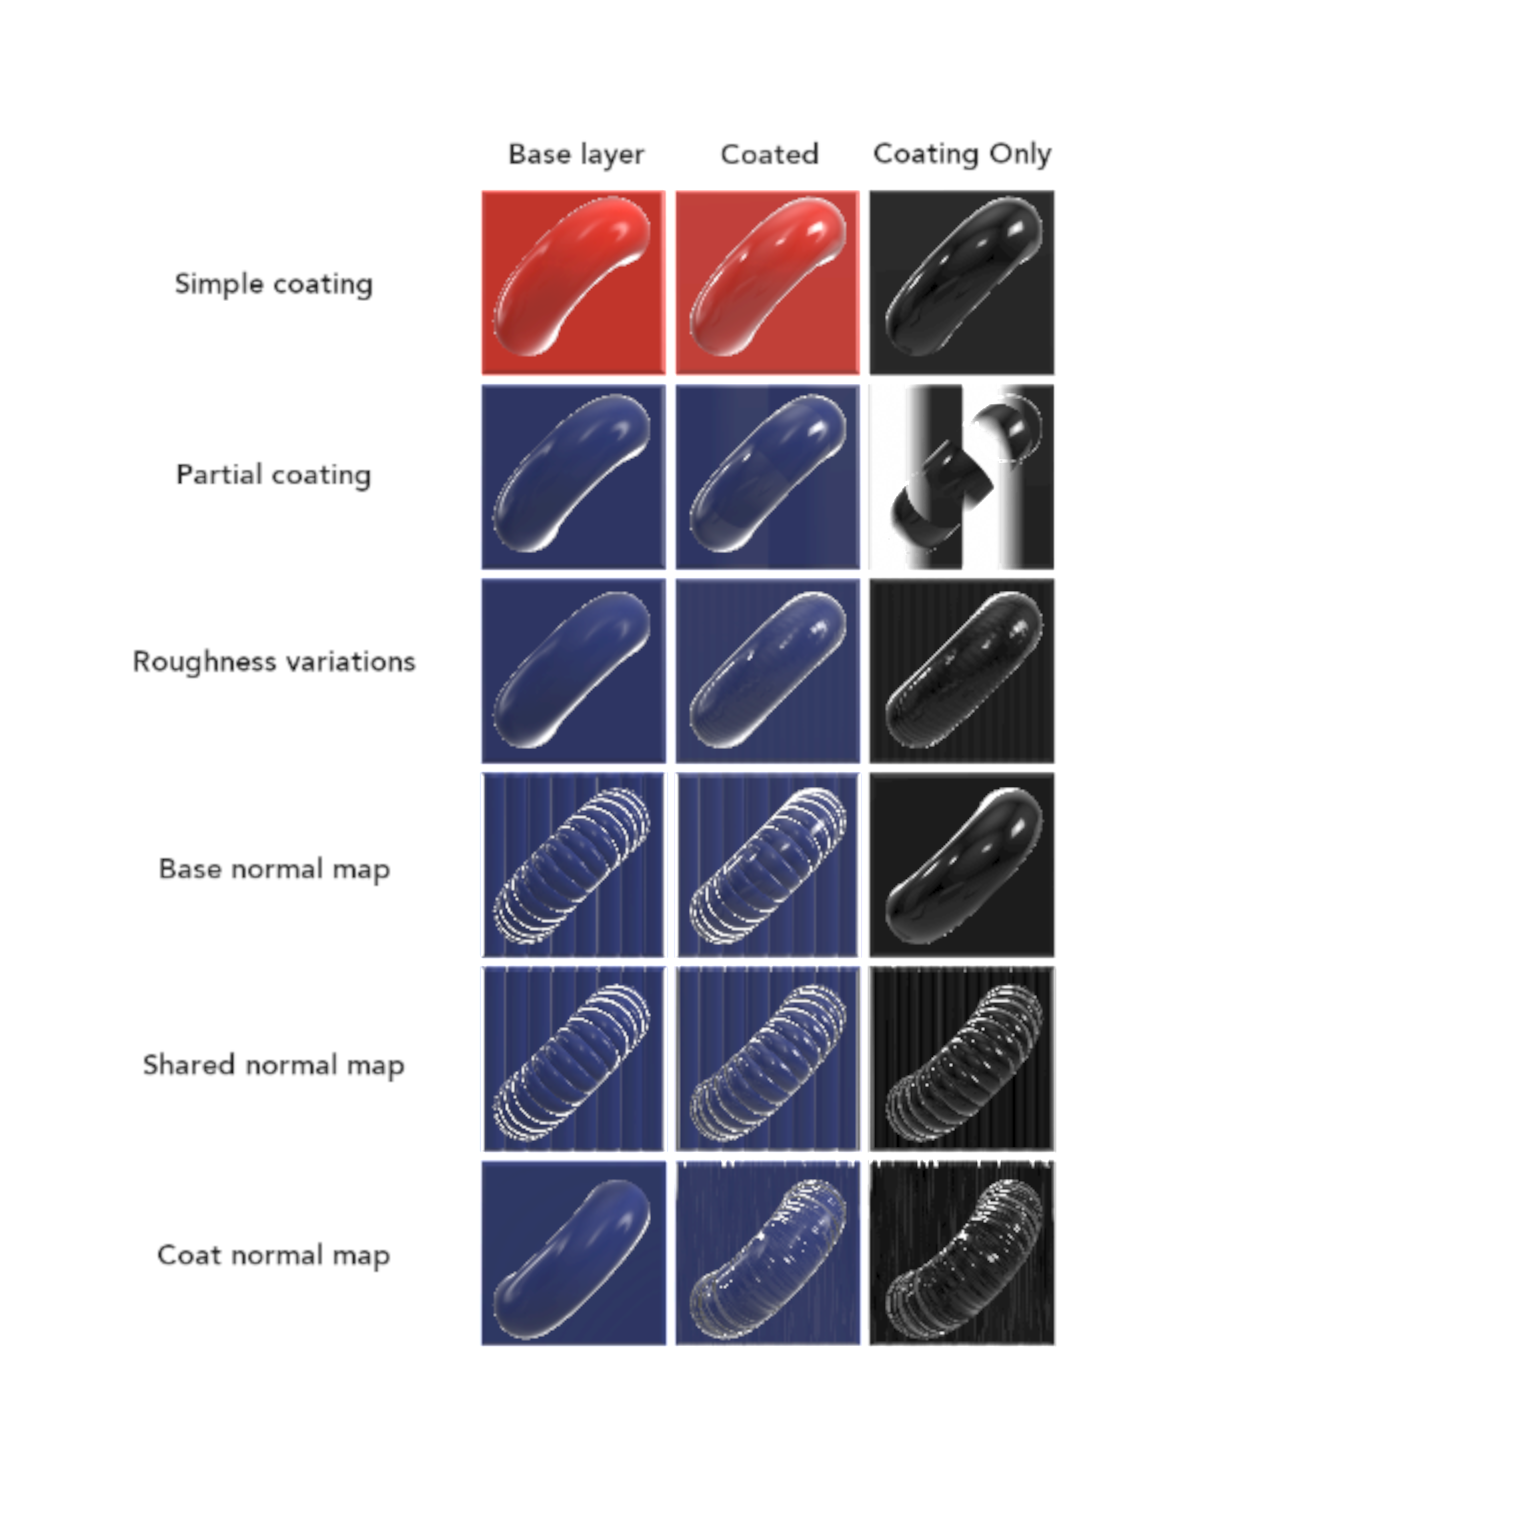 Base layer Coated Coating Only
Simple coating
Partial coating
Roughness variations
Base normal map
Shared normal map
Coat normal map